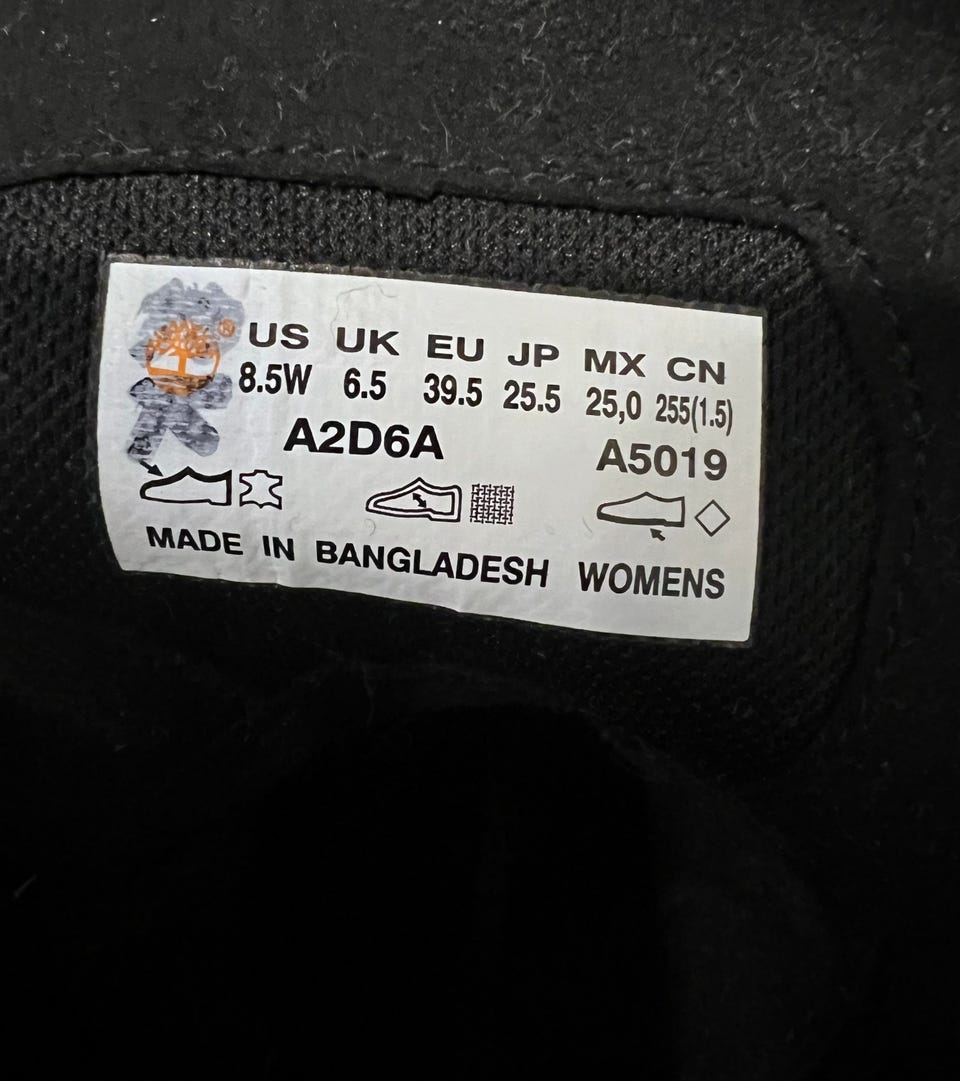 ® US UK EU JP MX CN
8.5W 6.5 39.5 25.5 25,0 255(1.5)
A2D6A A5019
MADE IN BANGLADESH WOMENS